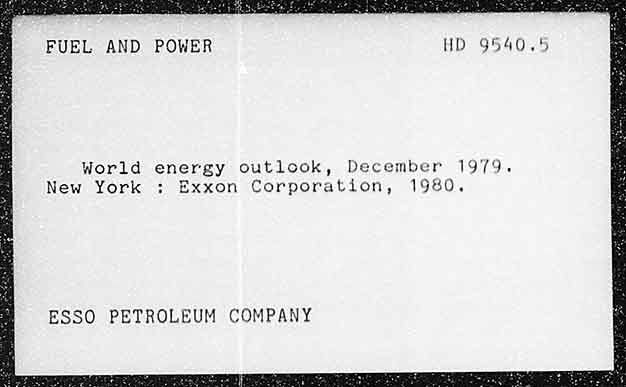 FUEL AND POWER HD 9540.5
World energy outlook, December 1979.
New York : Exxon Corporation, 1980.
ESSO PETROLEUM COMPANY